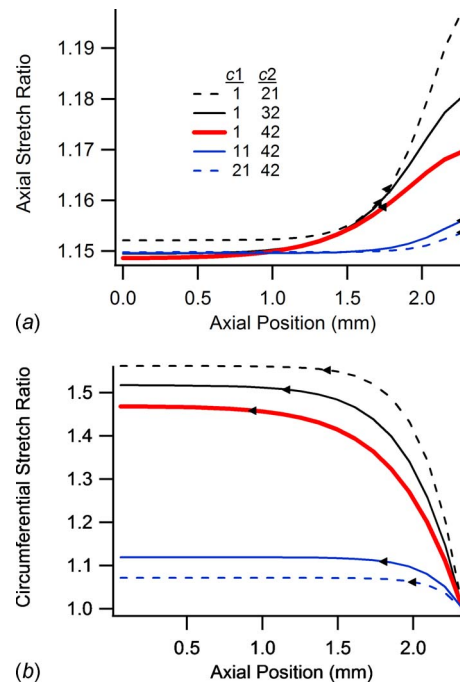 1.19
1.18
1.17
1.16
1.15
Axial Stretch Ratio
c1 c2
1 21
1 32
1 42
11 42
21 42
0.0 0.5 1.0 1.5 2.0
(a) Axial Position (mm)
1.5
1.4
1.3
1.2
1.1
1.0
Circumferential Stretch Ratio
0.5 1.0 1.5 2.0
(b) Axial Position (mm)